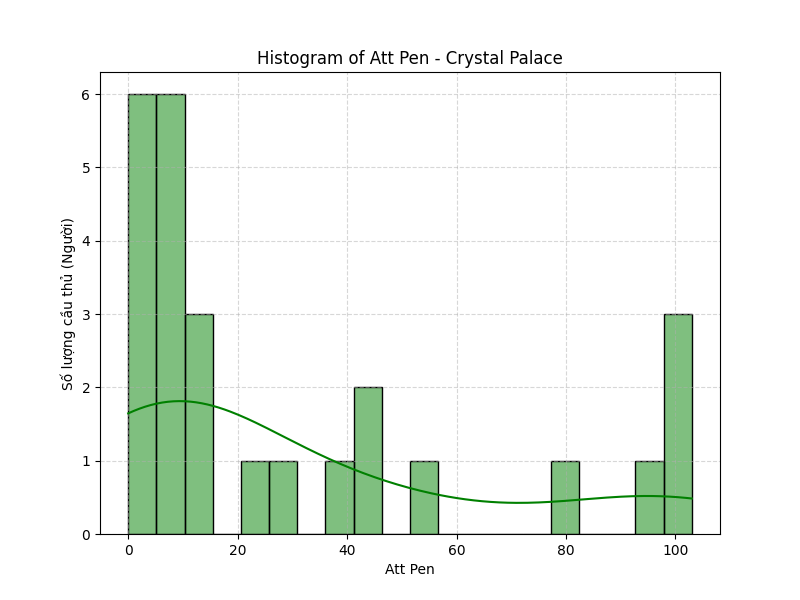 Histogram of Att Pen - Crystal Palace
Số lượng cầu thủ (Người)
6
5
4
3
2
1
0
0 20 40 60 80 100
Att Pen